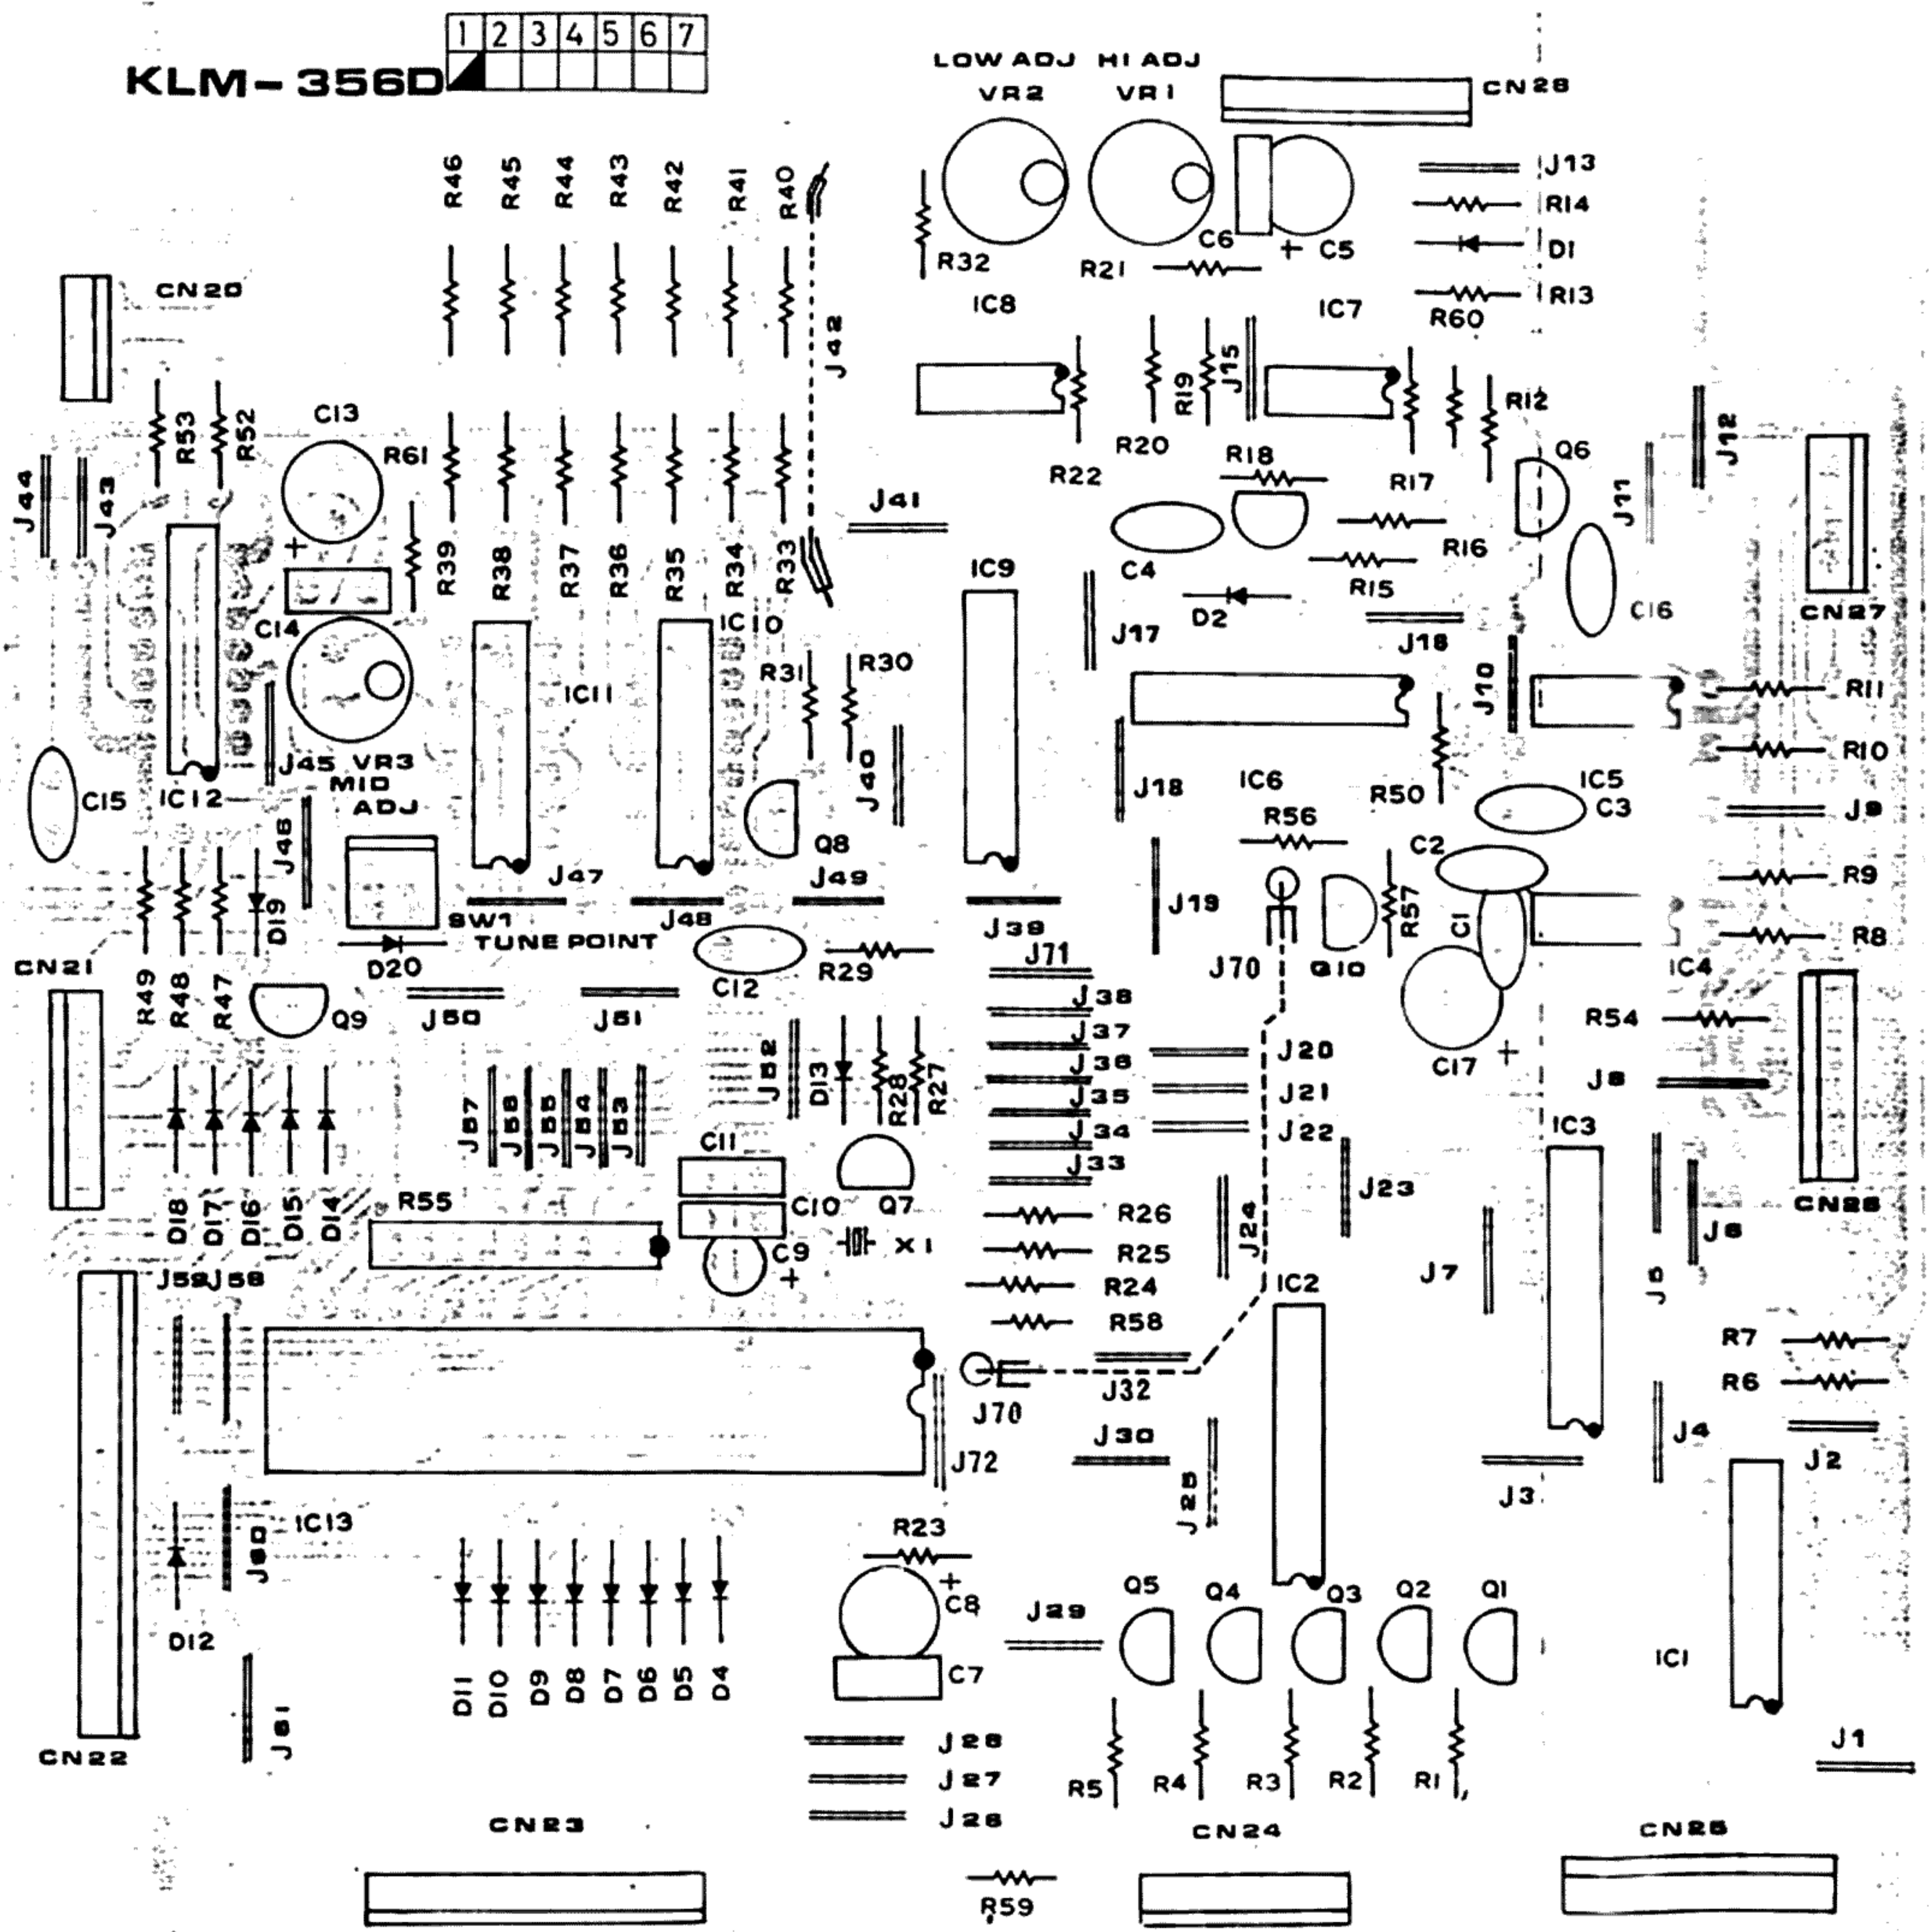 1 2 3 4 5 6 7
KLM-356D
LOW ADJ HI ADJ
VR2 VR1
CN28
J13
R14
D1
R13
R60
R46 R45 R44 R43 R42 R41 R40
R32
R21
C6
+ C5
CN20
IC8
IC7
J42
J15
R19
R12
R20
R22
R18
R17
Q6
J12
J11
R53
R52
C13
R61
J44
J43
+
J41
R16
R15
C4
IC9
D2
C16
CN27
R39 R38 R37 R36 R35 R34 R33
C14
IC10
J17
J16
R31
R30
IC11
J10
R11
R10
J45 VR3
MID
ADJ
C15
IC12
J40
J18
IC6
R50
IC5
C3
J9
R56
J46
Q8
C2
J47
J49
R9
D19
SW1
TUNE POINT
J48
J39
J19
R57
C1
R8
CN21
D20
R29
J71
J70
Q10
IC4
R49 R48 R47
C12
J38
Q9
J50
J51
R54
J37
J52
D13
R28
R27
J36
J20
C17
+
J8
J35
J21
J57 J56 J55 J54 J53
J34
J22
IC3
C11
J33
J23
CN26
D18 D17 D16 D15 D14
R55
C10
Q7
R26
J24
J6
C9
+
X1
R25
J59 J58
R24
IC2
J7
J5
R58
R7
J32
R6
J70
J30
J4
J72
J2
J25
J3
IC13
J60
R23
+
C8
Q5 Q4 Q3 Q2 Q1
J29
D12
IC1
D11 D10 D9 D8 D7 D6 D5 D4
C7
J61
CN22
J28
J1
J27
R5 R4 R3 R2 R1
J26
CN23
CN24
CN25
R59